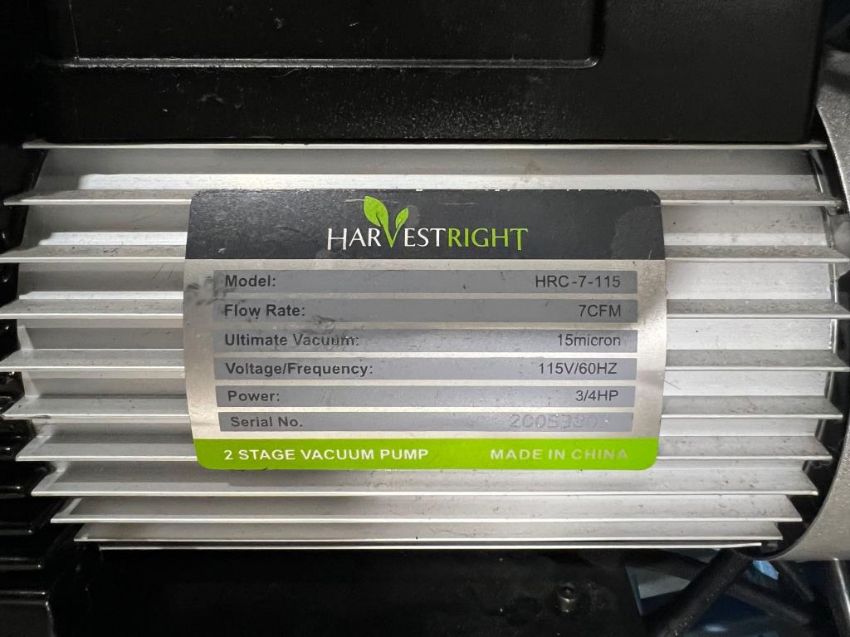 HARVESTRIGHT
Model: HRC-7-115
Flow Rate: 7CFM
Ultimate Vacuum: 15micron
Voltage/Frequency: 115V/60HZ
Power: 3/4HP
Serial No.
2 STAGE VACUUM PUMP MADE IN CHINA